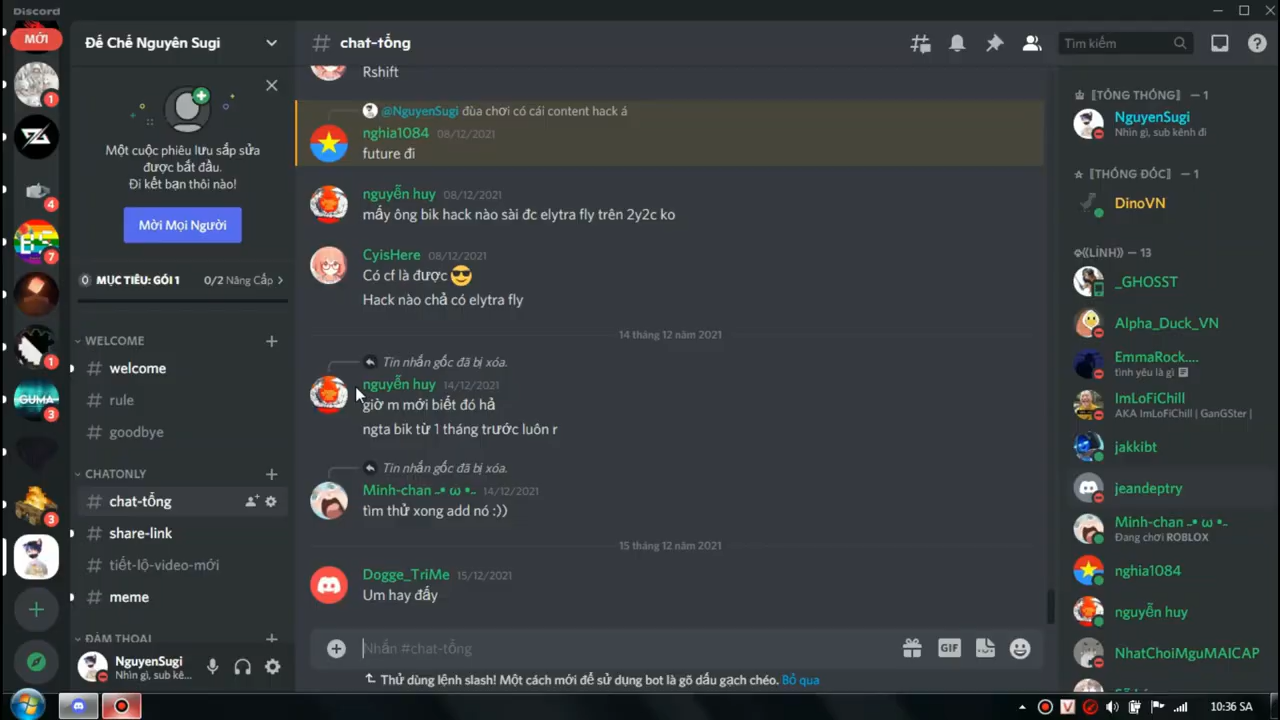 Discord
MỚI
1
4
7
1
GUMA
3
3
Đế Chế Nguyên Sugi
Một cuộc phiêu lưu sắp sửa
được bắt đầu.
Đi kết bạn thôi nào!
Mời Mọi Người
0 MỤC TIÊU: GÓI 1 0/2 Nâng Cấp
WELCOME
welcome
rule
goodbye
CHATONLY
chat-tổng
share-link
tiết-lộ-video-mới
meme
ĐÀM THOẠI
NguyenSugi
Nhìn gì, sub kê...
# chat-tổng
Tìm kiếm
Rshift
@NguyenSugi đùa chơi có cái content hack á
nghia1084 08/12/2021
future đi
nguyễn huy 08/12/2021
mấy ông bik hack nào sài đc elytra fly trên 2y2c ko
CyisHere 08/12/2021
Có cf là được 😎
Hack nào chả có elytra fly
14 tháng 12 năm 2021
Tin nhắn gốc đã bị xóa.
nguyễn huy 14/12/2021
giờ m mới biết đó hả
ngta bik từ 1 tháng trước luôn r
Tin nhắn gốc đã bị xóa.
Minh-chan ₋• ω •₋ 14/12/2021
tìm thử xong add nó :))
15 tháng 12 năm 2021
Dogge_TriMe 15/12/2021
Um hay đấy
Nhắn #chat-tổng
GIF
Thử dùng lệnh slash! Một cách mới để sử dụng bot là gõ dấu gạch chéo. Bỏ qua
〚TỔNG THỐNG〛 — 1
NguyenSugi
Nhìn gì, sub kênh đi
〚THỐNG ĐỐC〛 — 1
DinoVN
⟪LÍNH⟫ — 13
_GHOSST
Alpha_Duck_VN
EmmaRock....
tình yêu là gì
ImLoFiChill
AKA ImLoFiChill | GanGSter |
jakkibt
jeandeptry
Minh-chan ₋• ω •₋
Đang chơi ROBLOX
nghia1084
nguyễn huy
NhatChoiMguMAICAP
10:36 SA